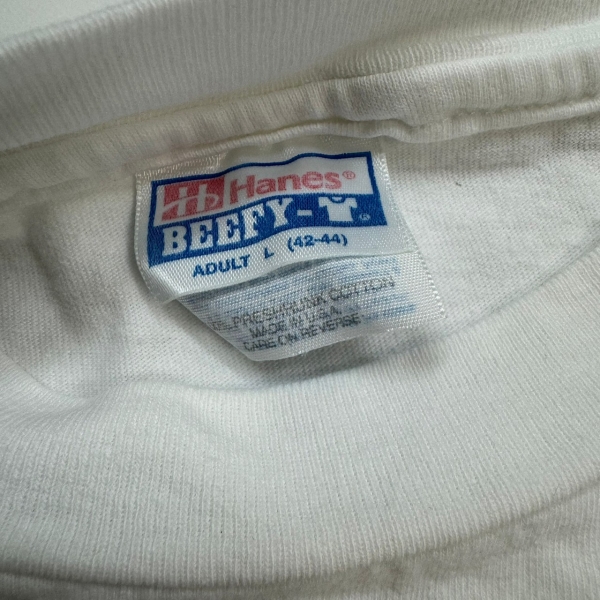 Hanes®
BEEFY-T®
ADULT L (42-44)
PRESHRUNK COTTON
MADE IN U.S.A.
CARE ON REVERSE